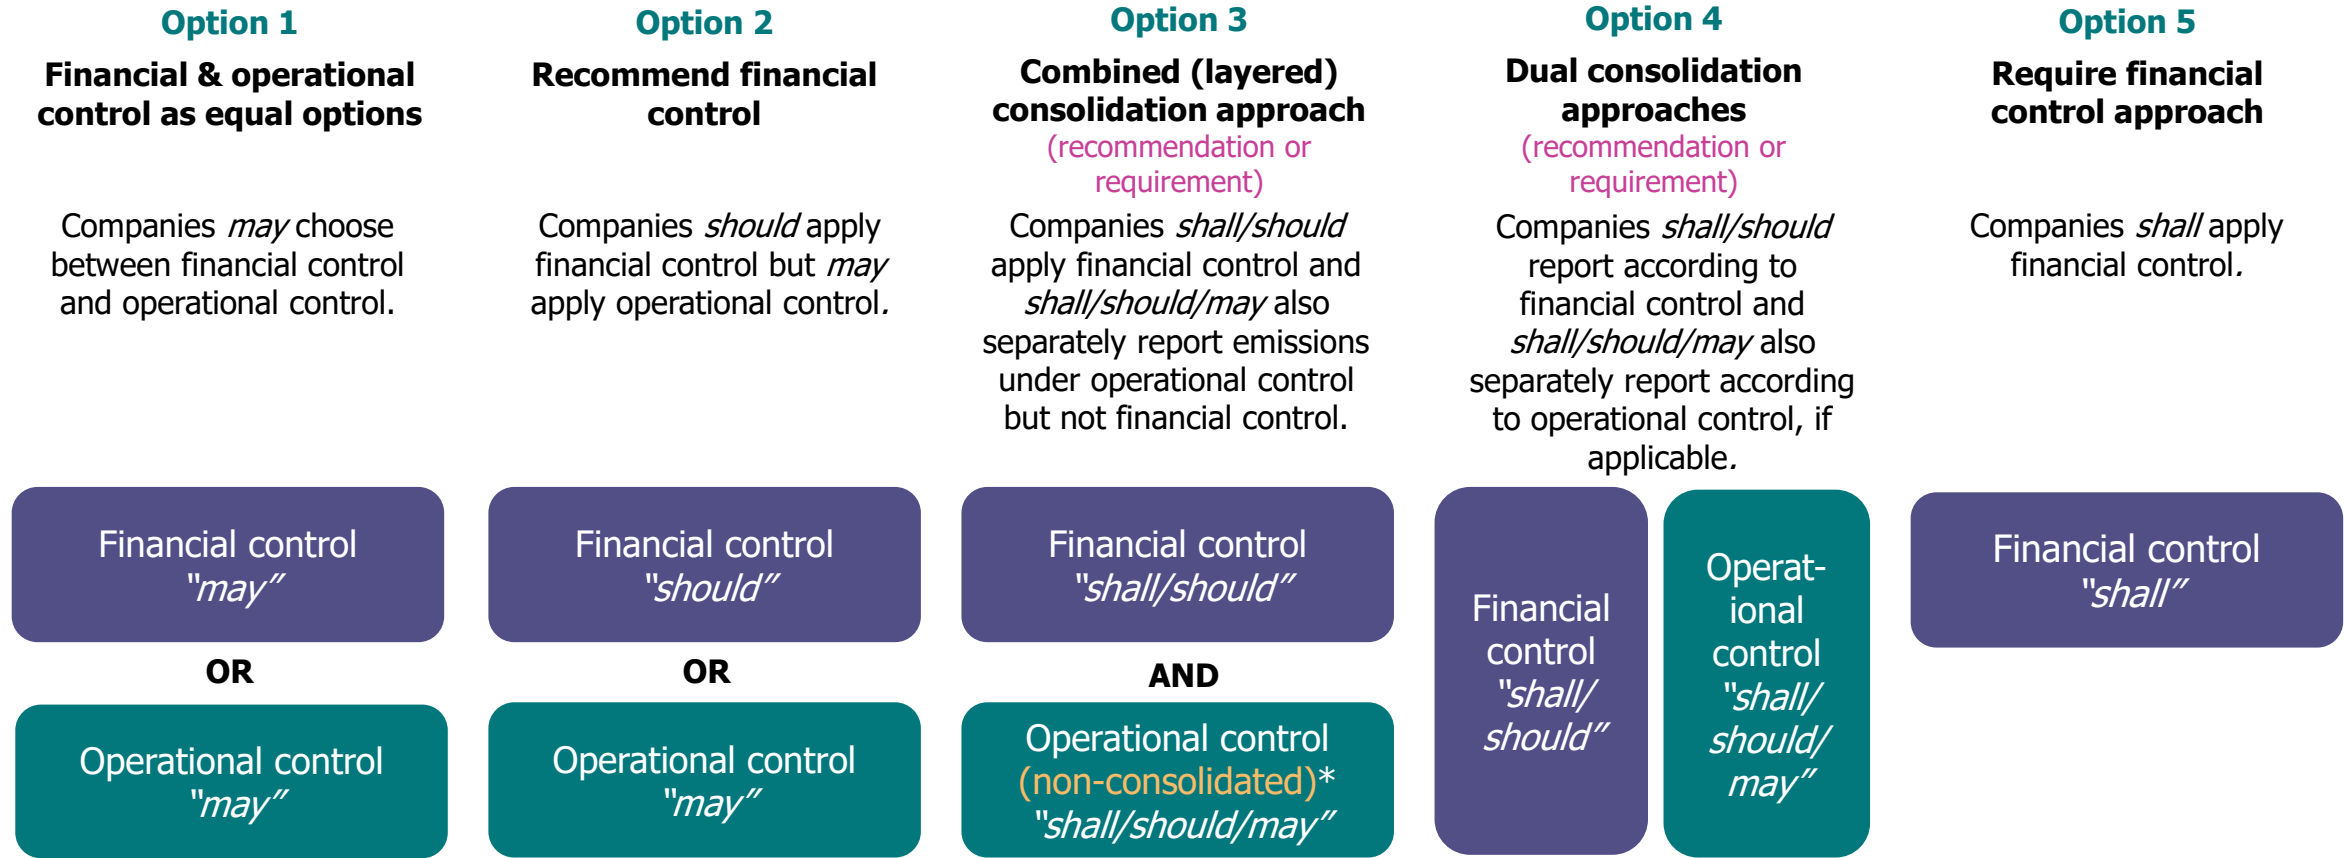 Option 1
Financial & operational
control as equal options
Companies may choose
between financial control
and operational control.
Financial control
“may”
OR
Operational control
“may”
Option 2
Recommend financial
control
Companies should apply
financial control but may
apply operational control.
Financial control
“should”
OR
Operational control
“may”
Option 3
Combined (layered)
consolidation approach
(recommendation or
requirement)
Companies shall/should
apply financial control and
shall/should/may also
separately report emissions
under operational control
but not financial control.
Financial control
“shall/should”
AND
Operational control
(non-consolidated)*
“shall/should/may”
Option 4
Dual consolidation
approaches
(recommendation or
requirement)
Companies shall/should
report according to
financial control and
shall/should/may also
separately report according
to operational control, if
applicable.
Financial
control
“shall/
should”
Operat-
ional
control
“shall/
should/
may”
Option 5
Require financial
control approach
Companies shall apply
financial control.
Financial control
“shall”